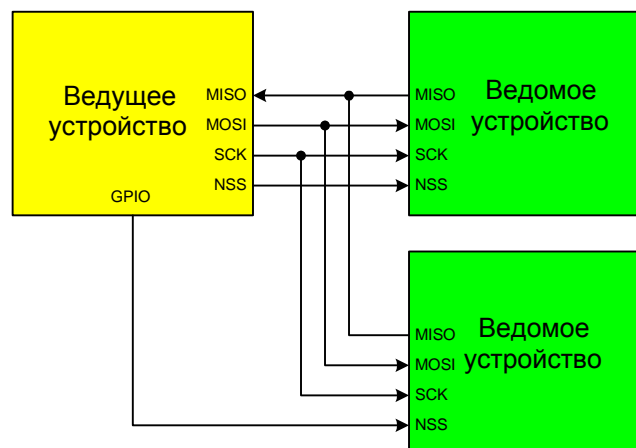 Ведущее
устройство
MISO
MOSI
SCK
NSS
GPIO
Ведомое
устройство
MISO
MOSI
SCK
NSS
Ведомое
устройство
MISO
MOSI
SCK
NSS